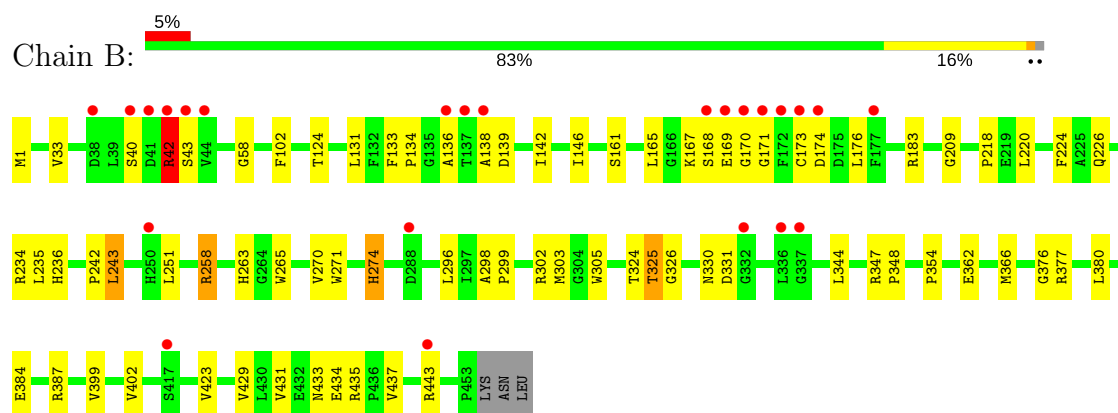 5%
Chain B:
83%
16%
M1 V33 D38 L39 S40 D41 R42 S43 V44 G58 F102 T124 L131 F132 F133 P134 G135 A136 T137 A138 D139 I142 I146 S161 L165 G166 K167 S168 E169 G170 G171 F172 C173 D174 D175 L176 F177 R183 G209 P218 E219 L220 F224 A225 Q226
R234 L235 H236 P242 L243 H250 L251 R258 H263 G264 W265 V270 W271 H274 D288 L296 I297 A298 P299 R302 M303 G304 W305 T324 T325 G326 N330 D331 G332 L336 G337 L344 R347 P348 P354 E362 M366 G376 R377 L380
E384 R387 V399 V402 S417 V423 V429 L430 V431 E432 N433 E434 R435 P436 V437 R443 P453 LYS ASN LEU